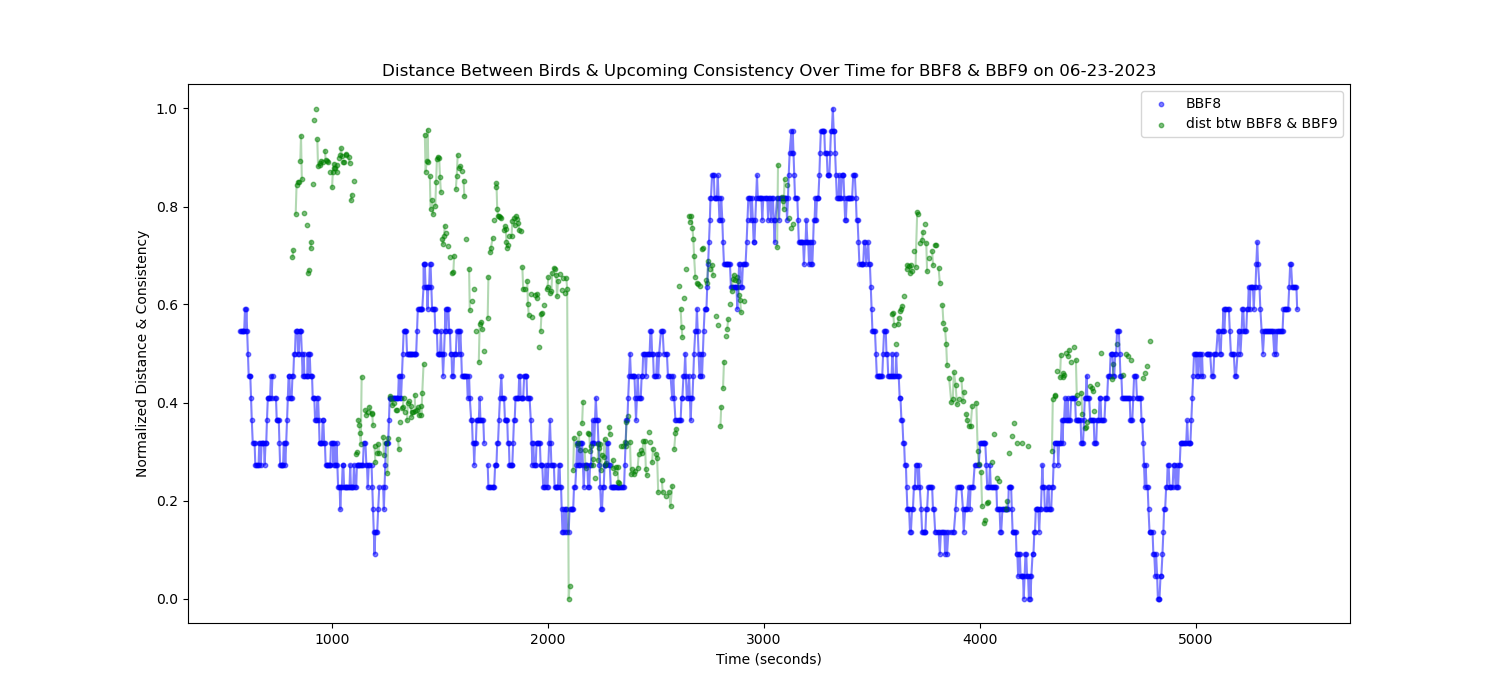 Distance Between Birds & Upcoming Consistency Over Time for BBF8 & BBF9 on 06-23-2023
BBF8
dist btw BBF8 & BBF9
Normalized Distance & Consistency
1.0
0.8
0.6
0.4
0.2
0.0
1000 2000 3000 4000 5000
Time (seconds)